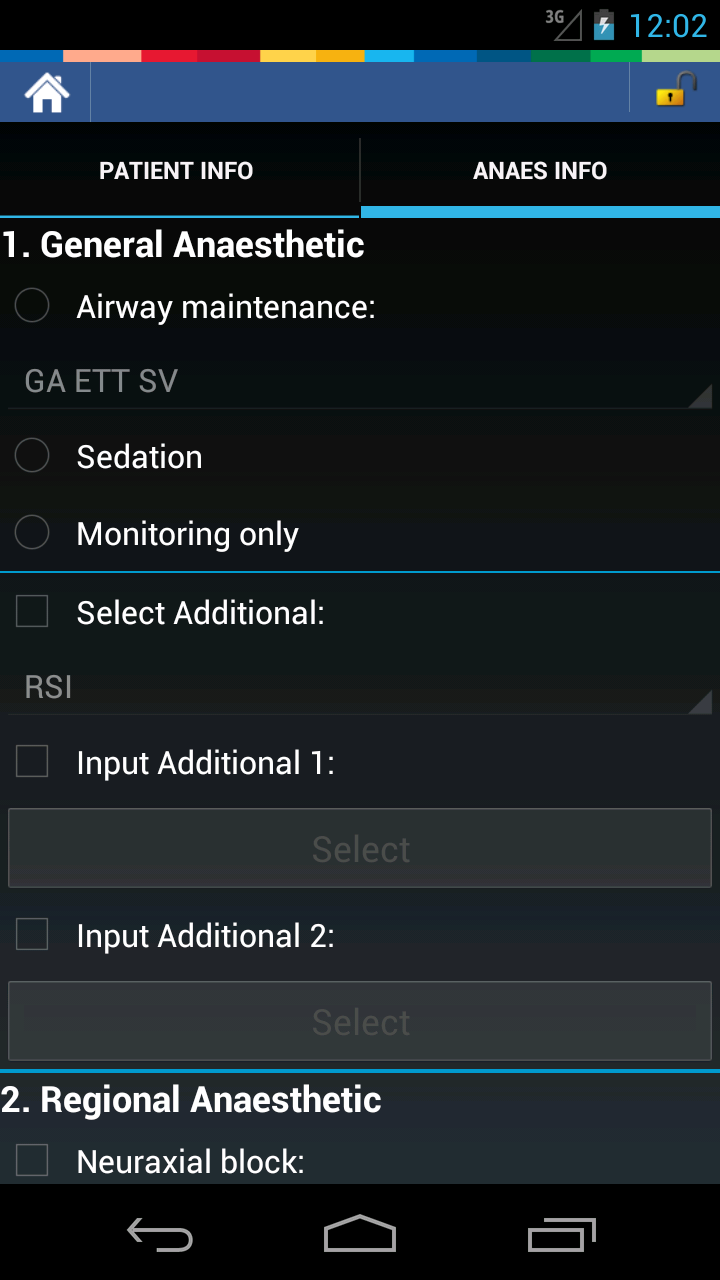 3G 12:02
PATIENT INFO ANAES INFO
1. General Anaesthetic
Airway maintenance:
GA ETT SV
Sedation
Monitoring only
Select Additional:
RSI
Input Additional 1:
Select
Input Additional 2:
Select
2. Regional Anaesthetic
Neuraxial block: